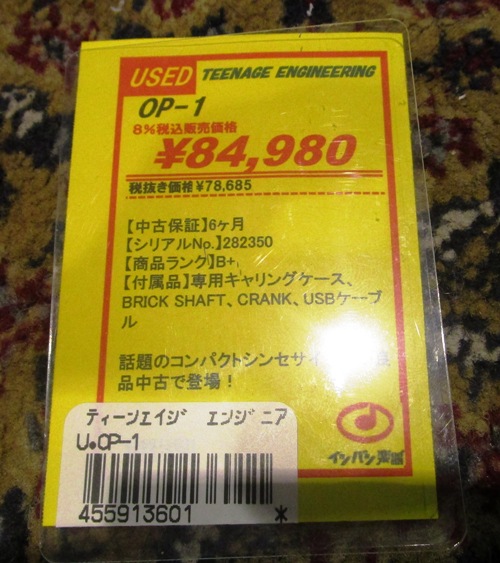 USED TEENAGE ENGINEERING
OP-1
8%税込販売価格
¥84,980
税抜き価格 ¥78,685
【中古保証】6ヶ月
【シリアルNo.】282350
【商品ランク】B+
【付属品】専用キャリングケース、
BRICK SHAFT、CRANK、USBケーブ
ル
話題のコンパクトシンセサイ
品中古で登場！
イシバシ楽器
ティーンエイジ エンジニア
U.OP-1
455913601 *